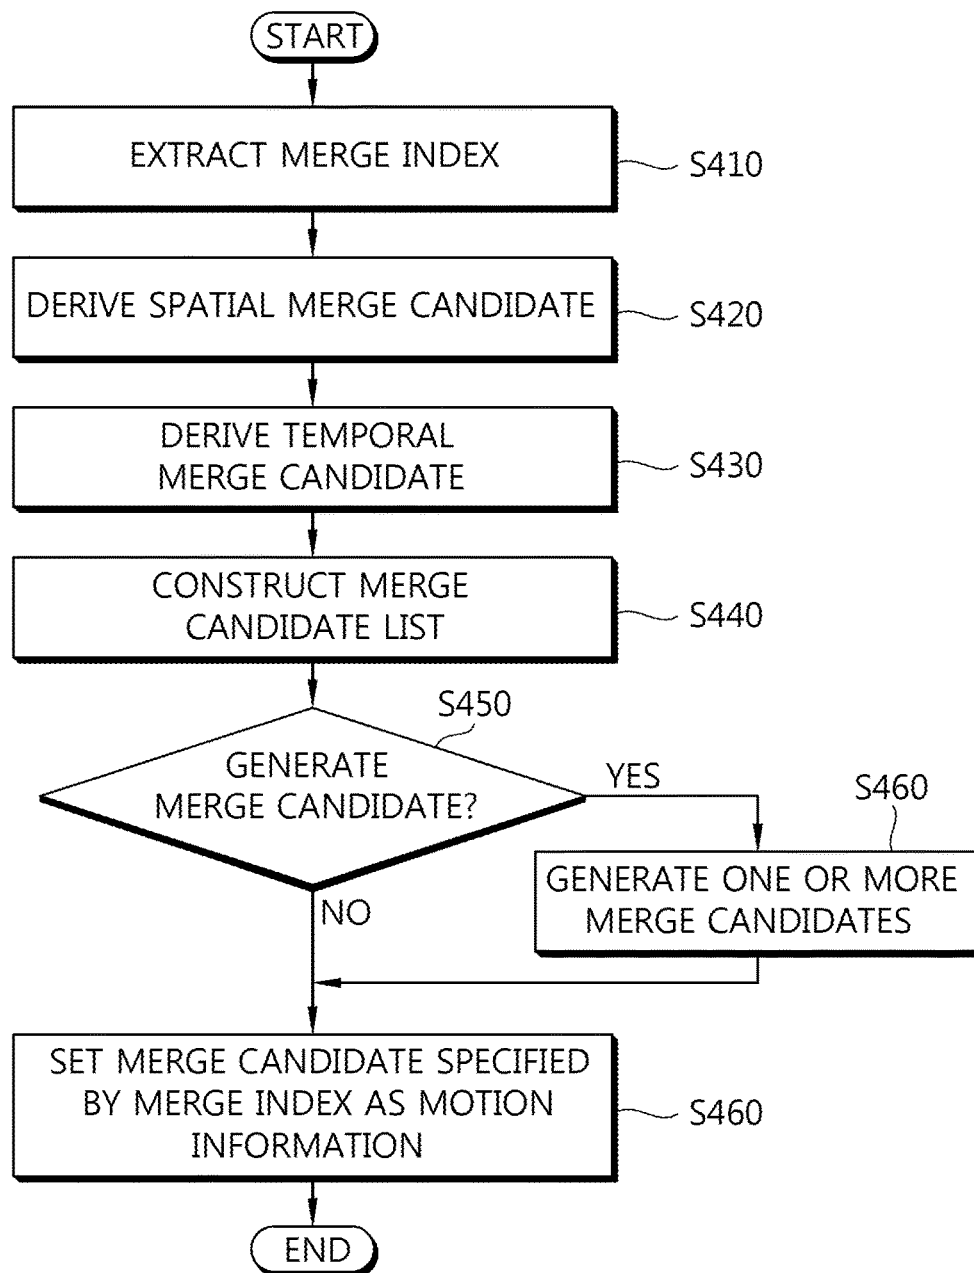 START
EXTRACT MERGE INDEX
S410
DERIVE SPATIAL MERGE CANDIDATE
S420
DERIVE TEMPORAL
MERGE CANDIDATE
S430
CONSTRUCT MERGE
CANDIDATE LIST
S440
S450
GENERATE
MERGE CANDIDATE?
YES
S460
GENERATE ONE OR MORE
MERGE CANDIDATES
NO
SET MERGE CANDIDATE SPECIFIED
BY MERGE INDEX AS MOTION
INFORMATION
S460
END